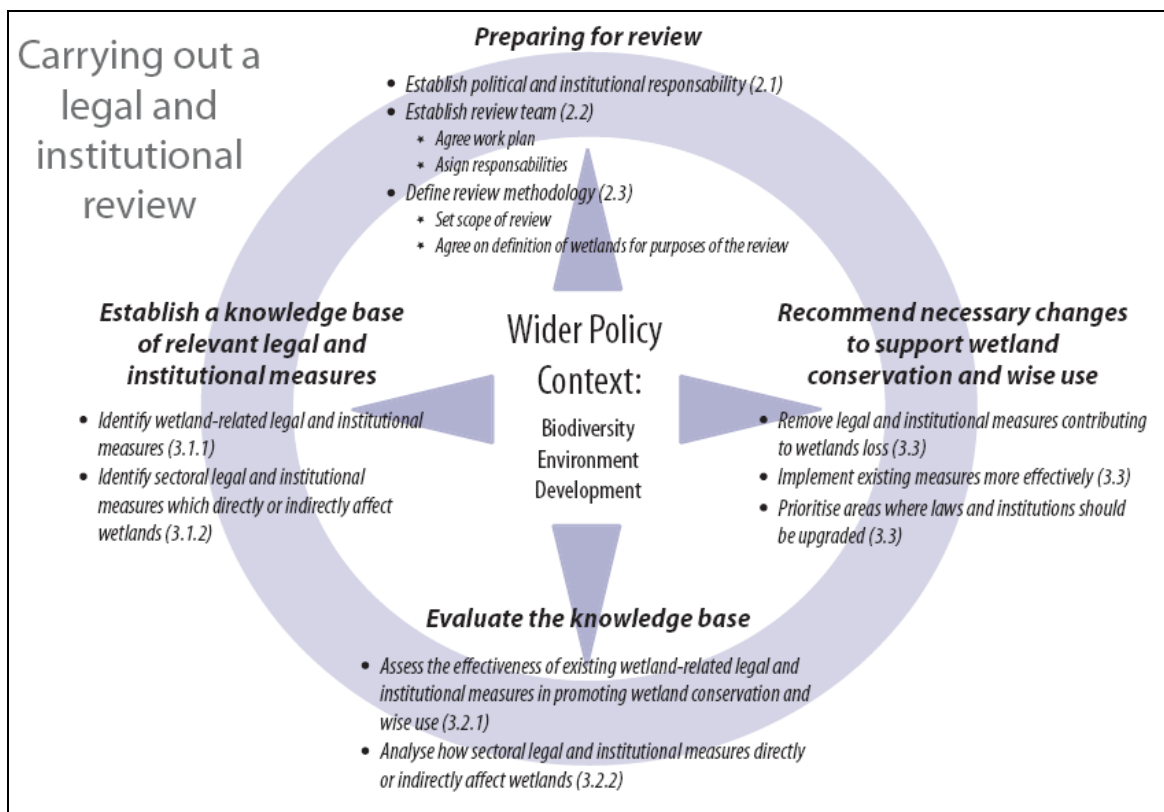 Carrying out a
legal and
institutional
review
Preparing for review
• Establish political and institutional responsability (2.1)
• Establish review team (2.2)
* Agree work plan
* Asign responsabilities
• Define review methodology (2.3)
* Set scope of review
* Agree on definition of wetlands for purposes of the review
Establish a knowledge base
of relevant legal and
institutional measures
• Identify wetland-related legal and institutional
measures (3.1.1)
• Identify sectoral legal and institutional
measures which directly or indirectly affect
wetlands (3.1.2)
Wider Policy
Context:
Biodiversity
Environment
Development
Recommend necessary changes
to support wetland
conservation and wise use
• Remove legal and institutional measures contributing
to wetlands loss (3.3)
• Implement existing measures more effectively (3.3)
• Prioritise areas where laws and institutions should
be upgraded (3.3)
Evaluate the knowledge base
• Assess the effectiveness of existing wetland-related legal and
institutional measures in promoting wetland conservation and
wise use (3.2.1)
• Analyse how sectoral legal and institutional measures directly
or indirectly affect wetlands (3.2.2)